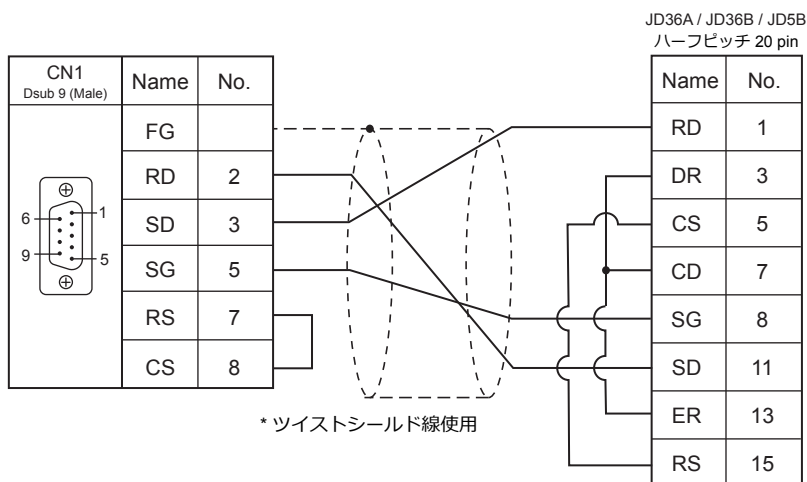 JD36A / JD36B / JD5B
ハーフピッチ 20 pin
CN1
Dsub 9 (Male)
Name No.
FG
RD 2
SD 3
SG 5
RS 7
CS 8
6
1
9
5
Name No.
RD 1
DR 3
CS 5
CD 7
SG 8
SD 11
ER 13
RS 15
* ツイストシールド線使用